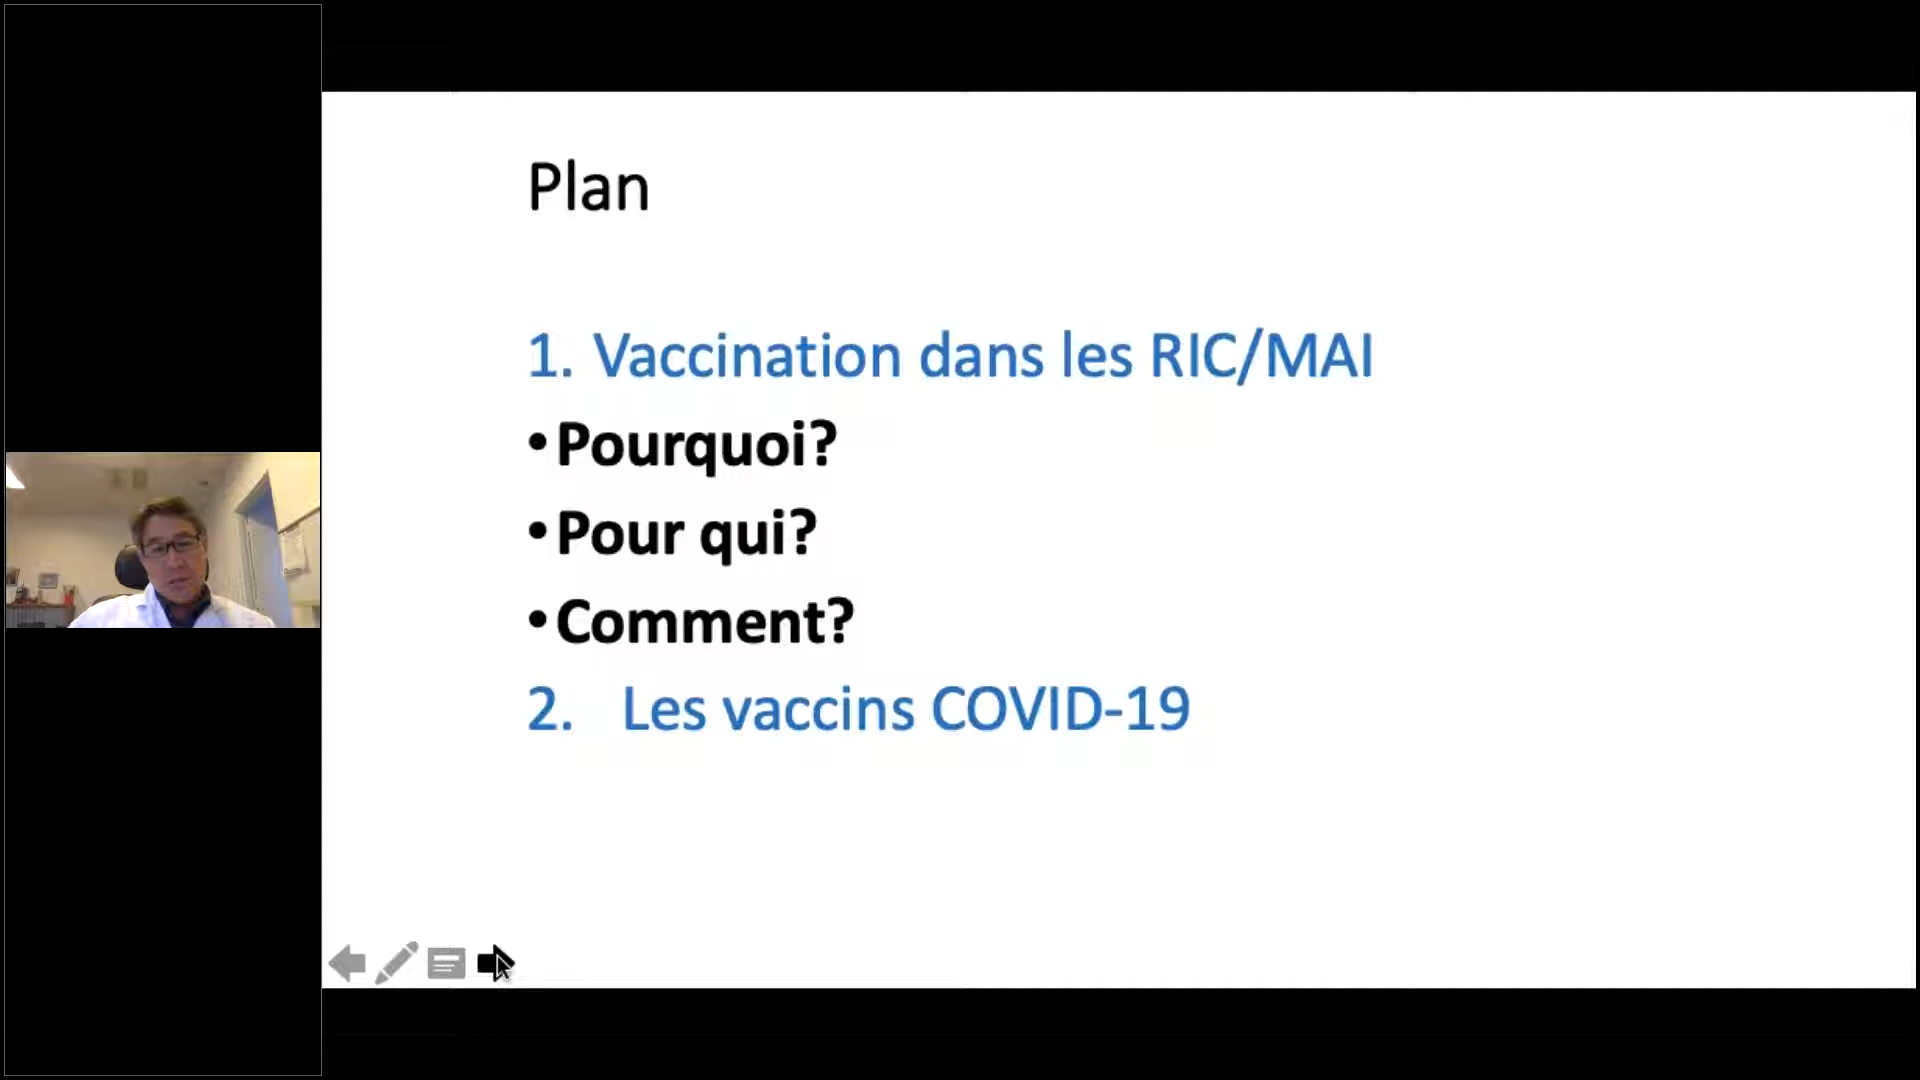 Plan
1. Vaccination dans les RIC/MAI
•Pourquoi?
•Pour qui?
•Comment?
2. Les vaccins COVID-19